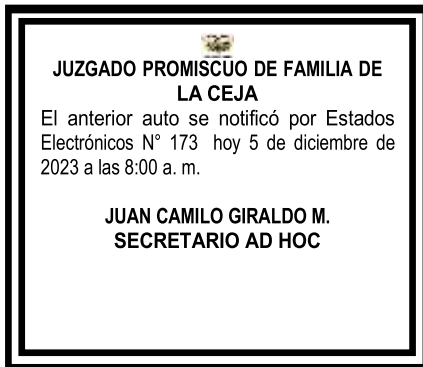 JUZGADO PROMISCUO DE FAMILIA DE
LA CEJA
El anterior auto se notificó por Estados
Electrónicos N° 173 hoy 5 de diciembre de
2023 a las 8:00 a. m.
JUAN CAMILO GIRALDO M.
SECRETARIO AD HOC